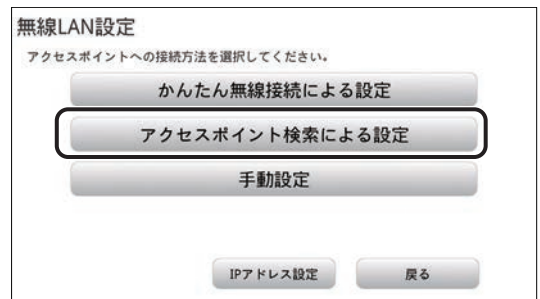 無線LAN設定
アクセスポイントへの接続方法を選択してください。
かんたん無線接続による設定
アクセスポイント検索による設定
手動設定
IPアドレス設定
戻る